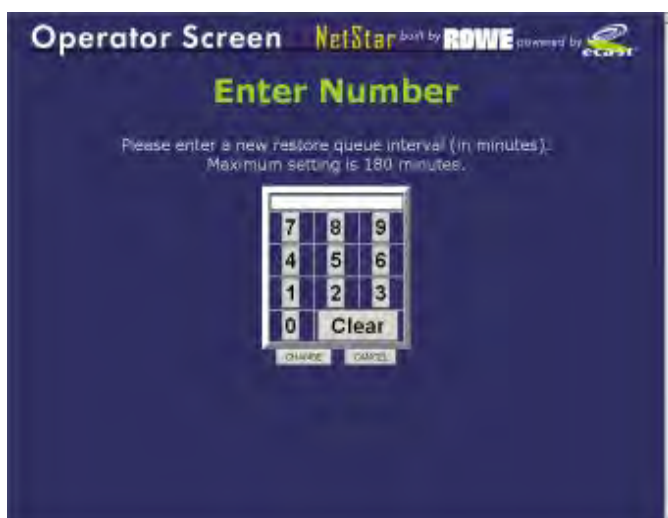 Operator Screen NetStar built by ROWE powered by ecast
Enter Number
Please enter a new restore queue interval (in minutes).
Maximum setting is 180 minutes.
7 8 9
4 5 6
1 2 3
0 Clear
CHANGE CANCEL